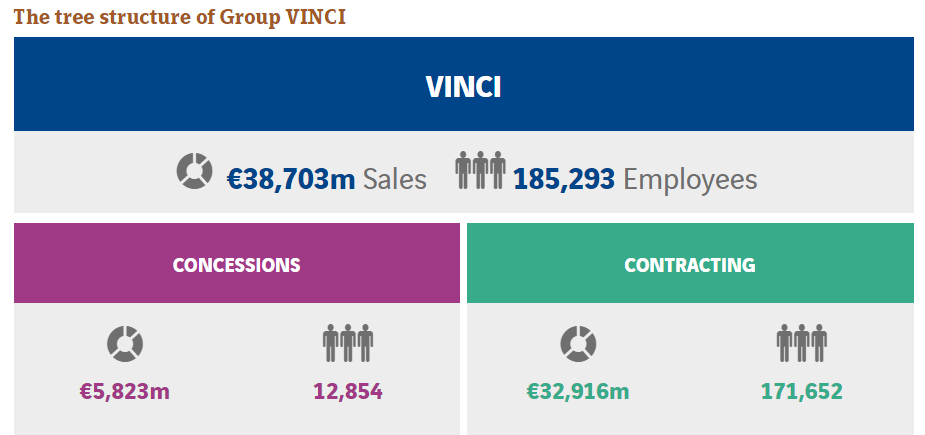 The tree structure of Group VINCI
VINCI
€38,703m Sales 185,293 Employees
CONCESSIONS CONTRACTING
€5,823m 12,854 €32,916m 171,652